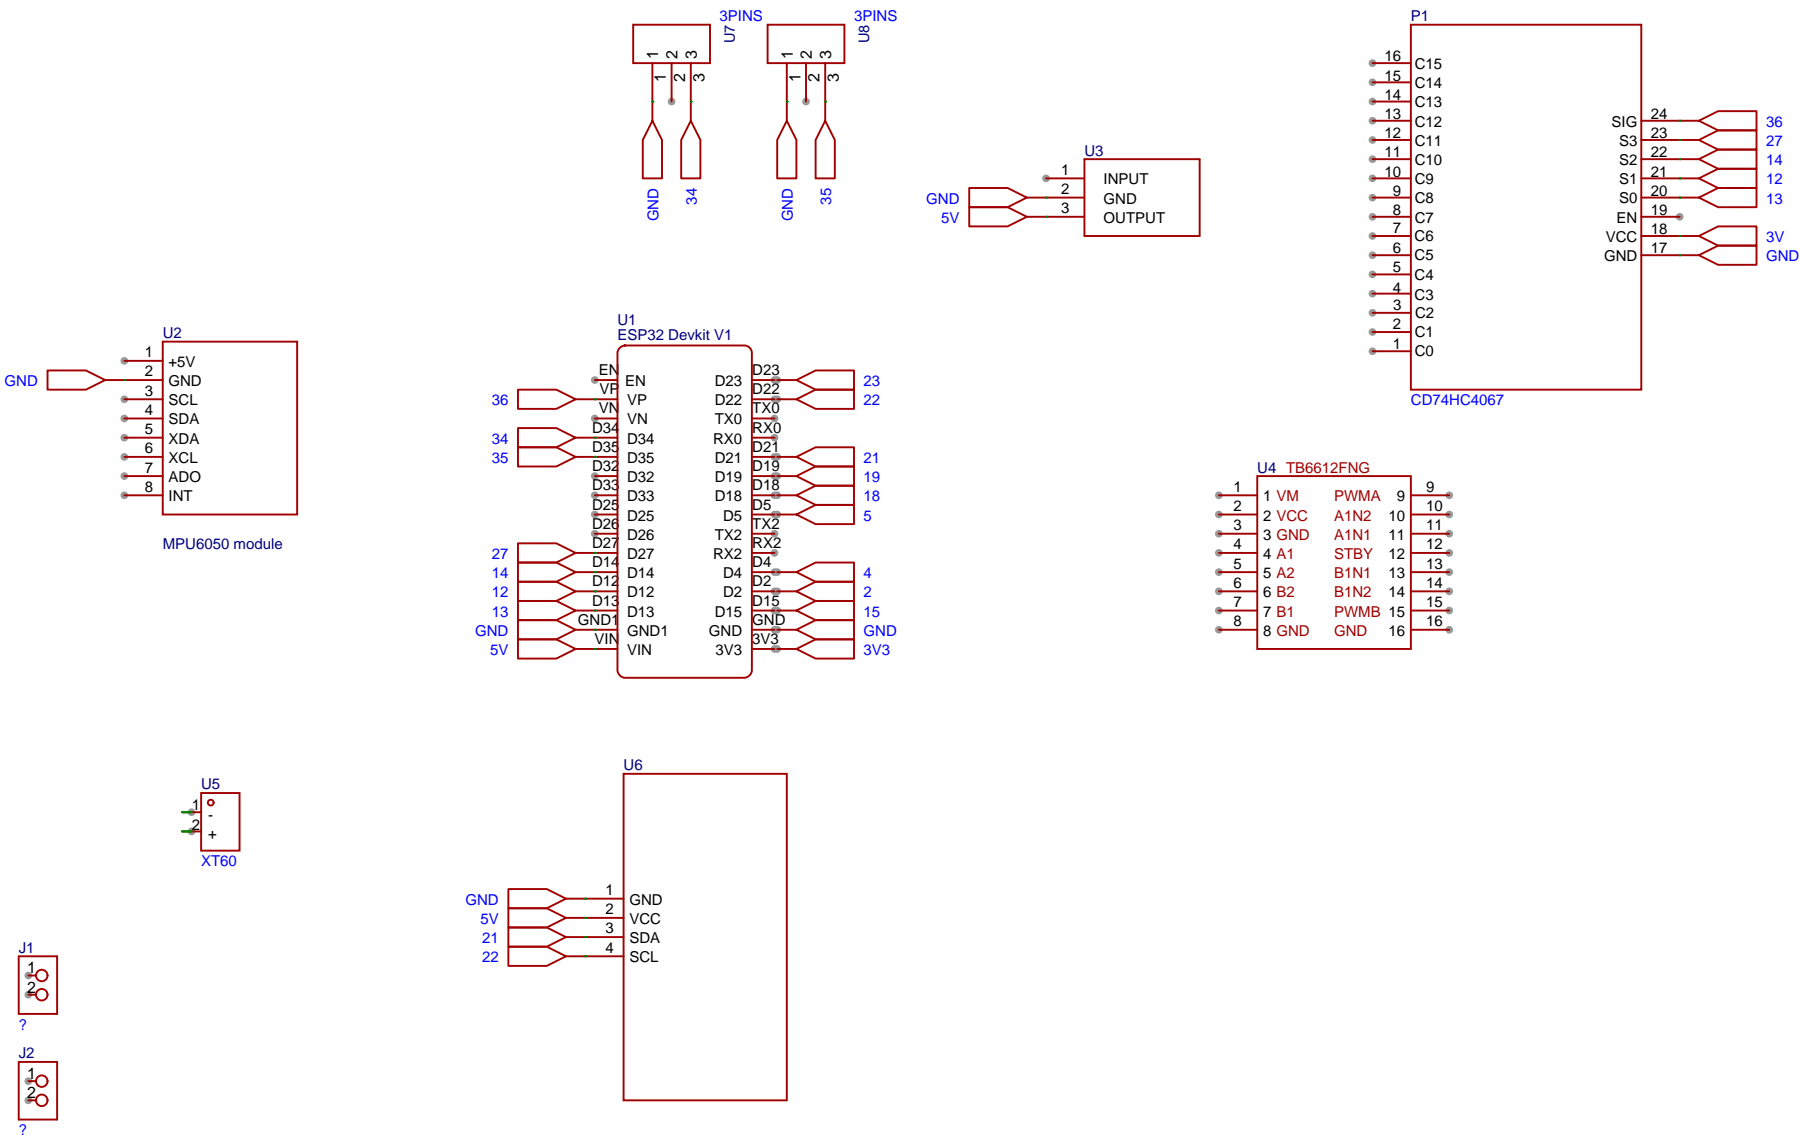 3PINS
U7
1 2 3
1 2 3
GND 34
3PINS
U8
1 2 3
1 2 3
GND 35
U3
1 INPUT
GND 2 GND
5V 3 OUTPUT
P1
16 C15
15 C14
14 C13
13 C12
12 C11
11 C10
10 C9
9 C8
8 C7
7 C6
6 C5
5 C4
4 C3
3 C2
2 C1
1 C0
SIG 24 36
S3 23 27
S2 22 14
S1 21 12
S0 20 13
EN 19
VCC 18 3V
GND 17 GND
CD74HC4067
U2
1 +5V
GND 2 GND
3 SCL
4 SDA
5 XDA
6 XCL
7 ADO
8 INT
MPU6050 module
U1
ESP32 Devkit V1
EN EN
36 VP VP
VN VN
34 D34 D34
35 D35 D35
D32 D32
D33 D33
D25 D25
D26 D26
27 D27 D27
14 D14 D14
12 D12 D12
13 D13 D13
GND GND1 GND1
5V VIN VIN
D23 D23 23
D22 D22 22
TX0 TX0
RX0 RX0
D21 D21 21
D19 D19 19
D18 D18 18
D5 D5 5
TX2 TX2
RX2 RX2
D4 D4 4
D2 D2 2
D15 D15 15
GND GND GND
3V3 3V3 3V3
U4 TB6612FNG
1 1 VM PWMA 9 9
2 2 VCC A1N2 10 10
3 3 GND A1N1 11 11
4 4 A1 STBY 12 12
5 5 A2 B1N1 13 13
6 6 B2 B1N2 14 14
7 7 B1 PWMB 15 15
8 8 GND GND 16 16
U5
1 -
2 +
XT60
U6
GND 1 GND
5V 2 VCC
21 3 SDA
22 4 SCL
J1
1
2
?
J2
1
2
?